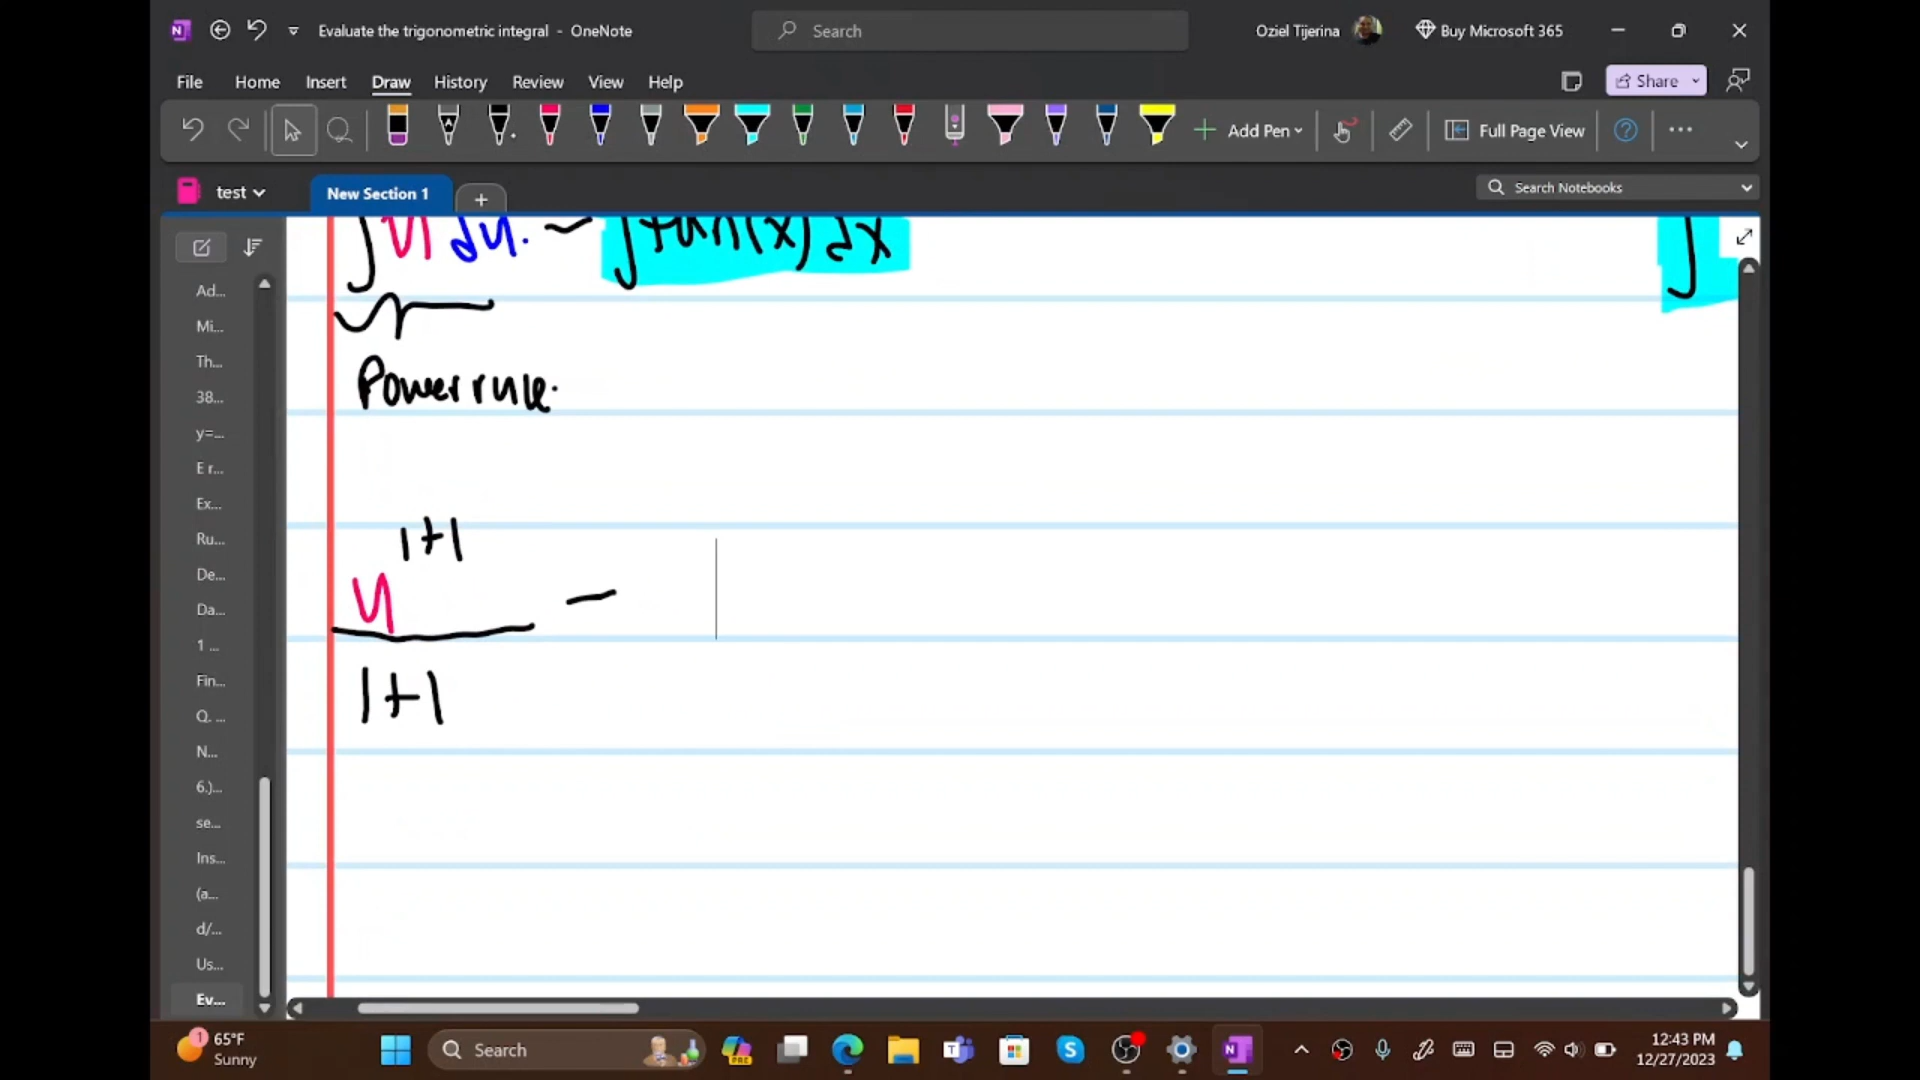 Evaluate the trigonometric integral - OneNote
Search
Oziel Tijerina
Buy Microsoft 365
File Home Insert Draw History Review View Help
Share
Add Pen
Full Page View
test
New Section 1
+
Search Notebooks
Ad...
Mi...
Th...
38...
y=...
E r...
Ex...
Ru...
De...
Da...
1 ...
Fin...
Q. ...
N...
6.)...
se...
Ins...
(a...
d/...
Us...
Ev...
∫ u du. - ∫ tan(x) dx
∫
Power rule.
u^(1+1) -
1+1
1
65°F
Sunny
Search
12:43 PM
12/27/2023